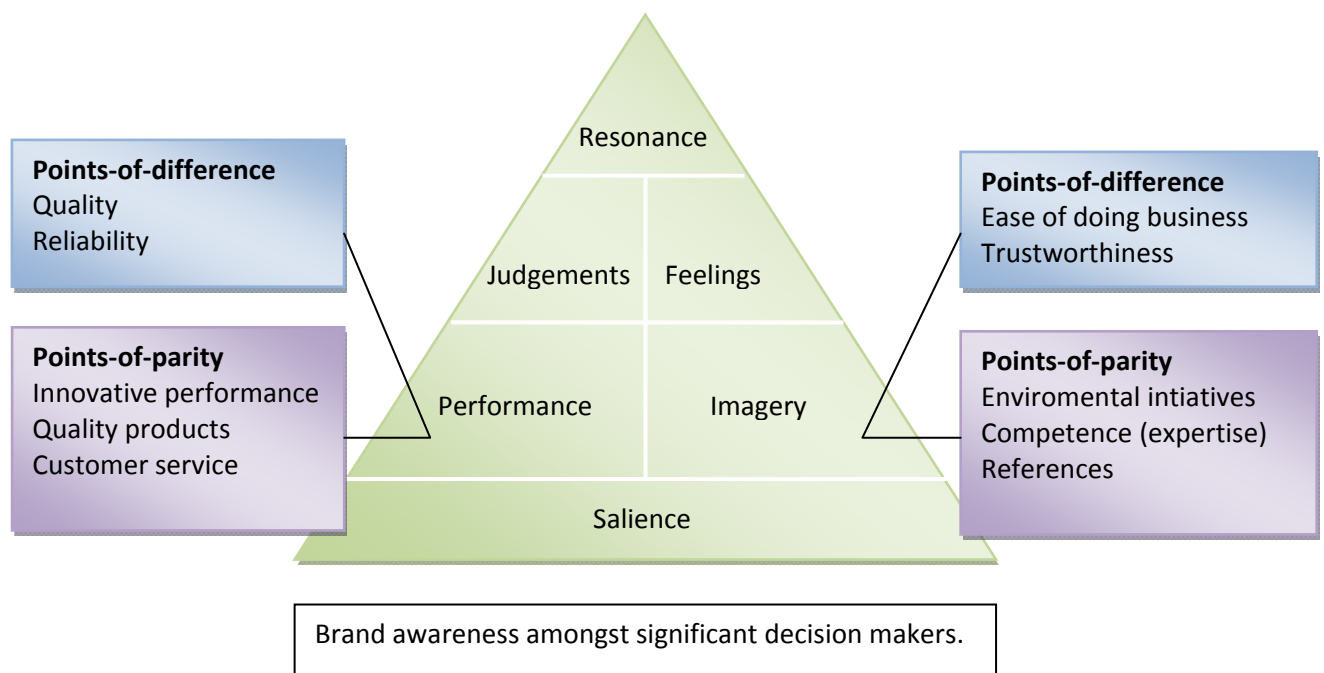 Resonance
Points-of-difference
Quality
Reliability
Points-of-difference
Ease of doing business
Trustworthiness
Judgements
Feelings
Points-of-parity
Innovative performance
Quality products
Customer service
Performance
Imagery
Points-of-parity
Enviromental intiatives
Competence (expertise)
References
Salience
Brand awareness amongst significant decision makers.